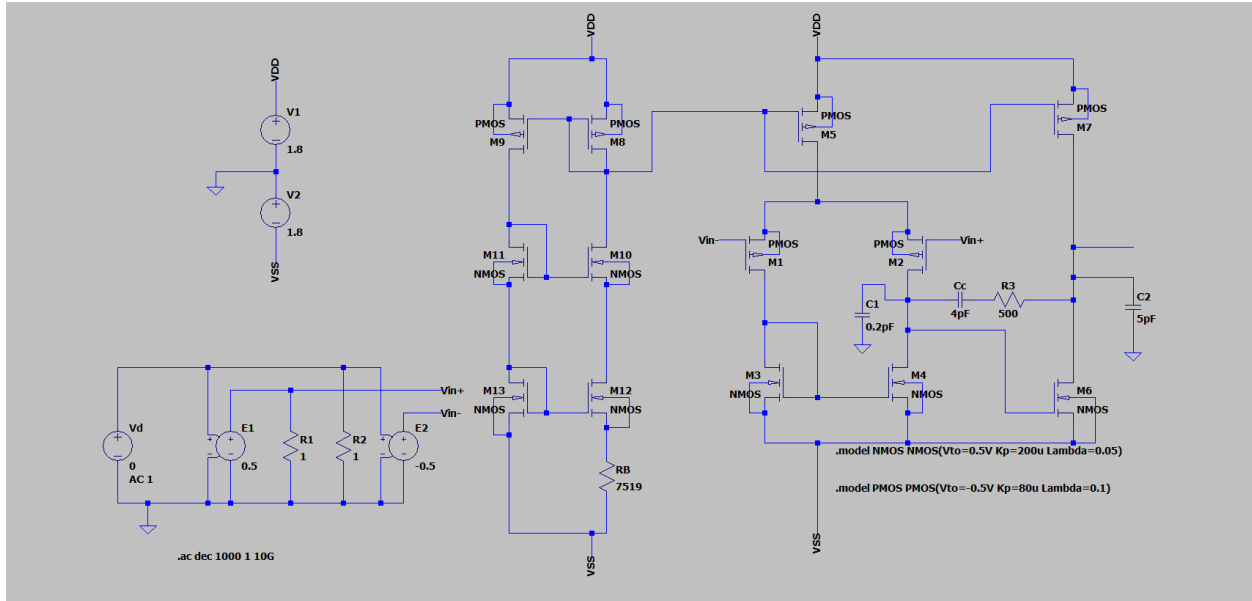 VDD
V1
1.8
V2
1.8
VSS
VDD
PMOS
M9
PMOS
M8
M11
NMOS
M10
NMOS
M13
NMOS
M12
NMOS
RB
7519
VSS
VDD
PMOS
M5
PMOS
M7
Vin-
PMOS
M1
PMOS
M2
Vin+
C1
0.2pF
Cc
4pF
R3
500
C2
5pF
M3
NMOS
M4
NMOS
M6
NMOS
VSS
.model NMOS NMOS(Vto=0.5V Kp=200u Lambda=0.05)
.model PMOS PMOS(Vto=-0.5V Kp=80u Lambda=0.1)
Vd
0
AC 1
E1
0.5
R1
1
R2
1
E2
-0.5
Vin+
Vin-
.ac dec 1000 1 10G